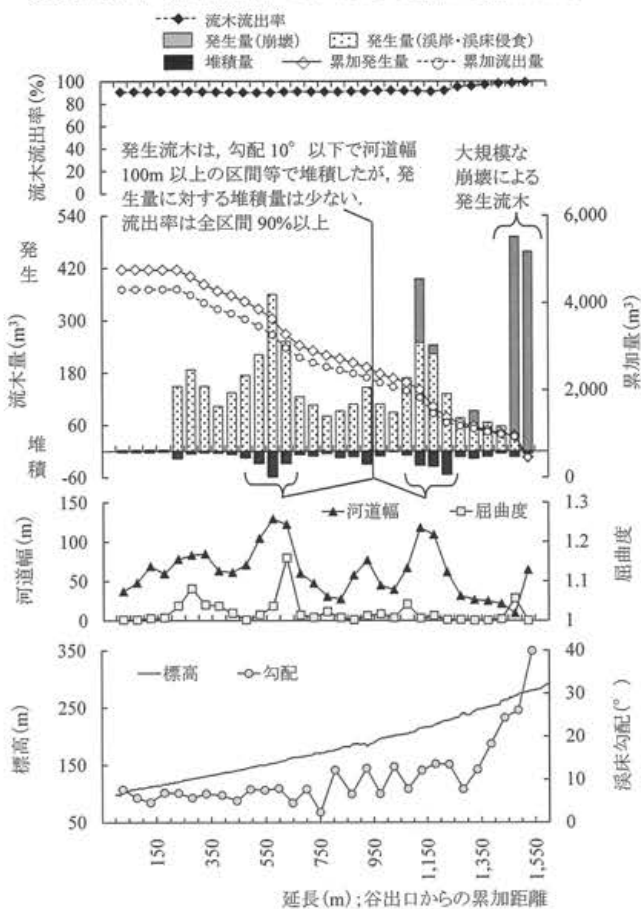 流木流出率
発生量(崩壊) 発生量(渓岸・渓床侵食)
堆積量 累加発生量 累加流出量
流木流出率(%)
100
80
60
40
20
0
発生流木は, 勾配 10° 以下で河道幅
100m 以上の区間等で堆積したが, 発
生量に対する堆積量は少ない.
流出率は全区間 90%以上
大規模な
崩壊による
発生流木
発生
流木量(m³)
堆積
540
420
300
180
60
-60
累加量(m³)
6,000
4,000
2,000
0
河道幅(m)
150
100
50
0
河道幅 屈曲度
屈曲度
1.3
1.2
1.1
1
標高(m)
350
250
150
50
標高 勾配
渓床勾配(°)
40
30
20
10
0
150
350
550
750
950
1,150
1,350
1,550
延長(m);谷出口からの累加距離